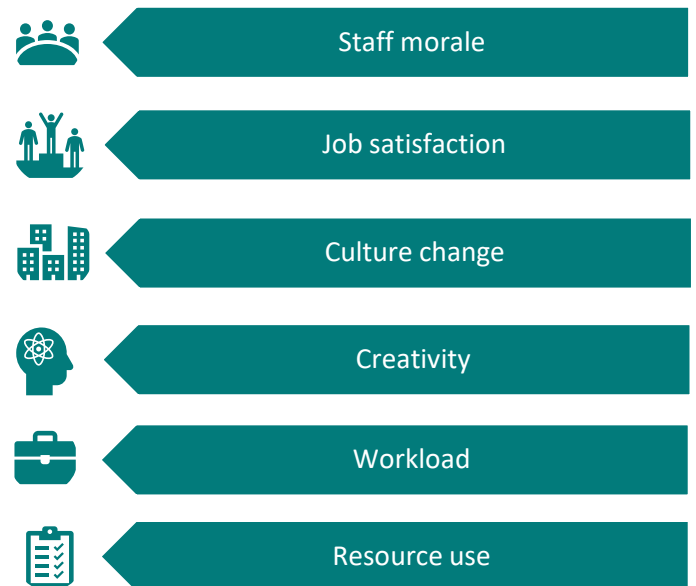 Staff morale
Job satisfaction
Culture change
Creativity
Workload
Resource use